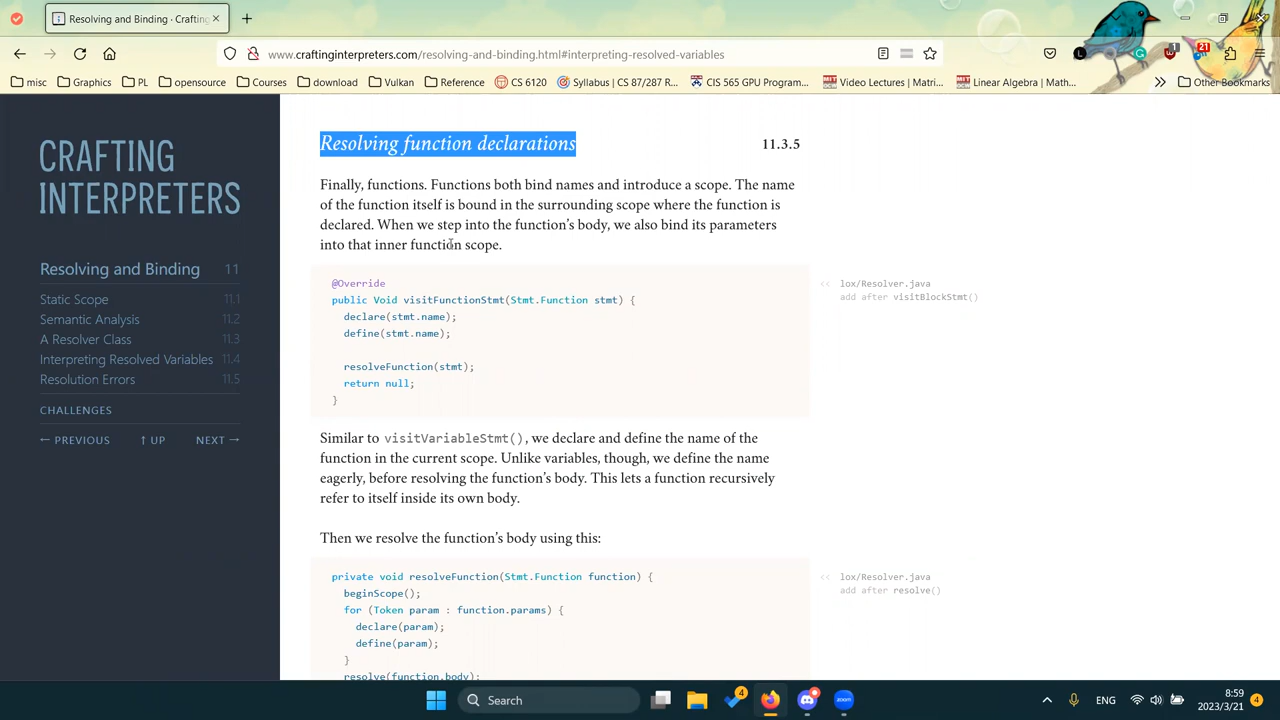 Resolving and Binding · Crafting
www.craftinginterpreters.com/resolving-and-binding.html#interpreting-resolved-variables
1
21
misc
Graphics
PL
opensource
Courses
download
Vulkan
Reference
CS 6120
Syllabus | CS 87/287 R...
CIS 565 GPU Program...
Video Lectures | Matri...
Linear Algebra | Math...
Other Bookmarks
CRAFTING
INTERPRETERS
Resolving and Binding 11
Static Scope 11.1
Semantic Analysis 11.2
A Resolver Class 11.3
Interpreting Resolved Variables 11.4
Resolution Errors 11.5
CHALLENGES
← PREVIOUS ↑ UP NEXT →
Resolving function declarations 11.3.5
Finally, functions. Functions both bind names and introduce a scope. The name
of the function itself is bound in the surrounding scope where the function is
declared. When we step into the function’s body, we also bind its parameters
into that inner function scope.
@Override
public Void visitFunctionStmt(Stmt.Function stmt) {
declare(stmt.name);
define(stmt.name);
resolveFunction(stmt);
return null;
}
<< lox/Resolver.java
add after visitBlockStmt()
Similar to visitVariableStmt(), we declare and define the name of the
function in the current scope. Unlike variables, though, we define the name
eagerly, before resolving the function’s body. This lets a function recursively
refer to itself inside its own body.
Then we resolve the function’s body using this:
private void resolveFunction(Stmt.Function function) {
beginScope();
for (Token param : function.params) {
declare(param);
define(param);
}
resolve(function.body);
<< lox/Resolver.java
add after resolve()
Search
4
zoom
ENG
8:59
2023/3/21
4